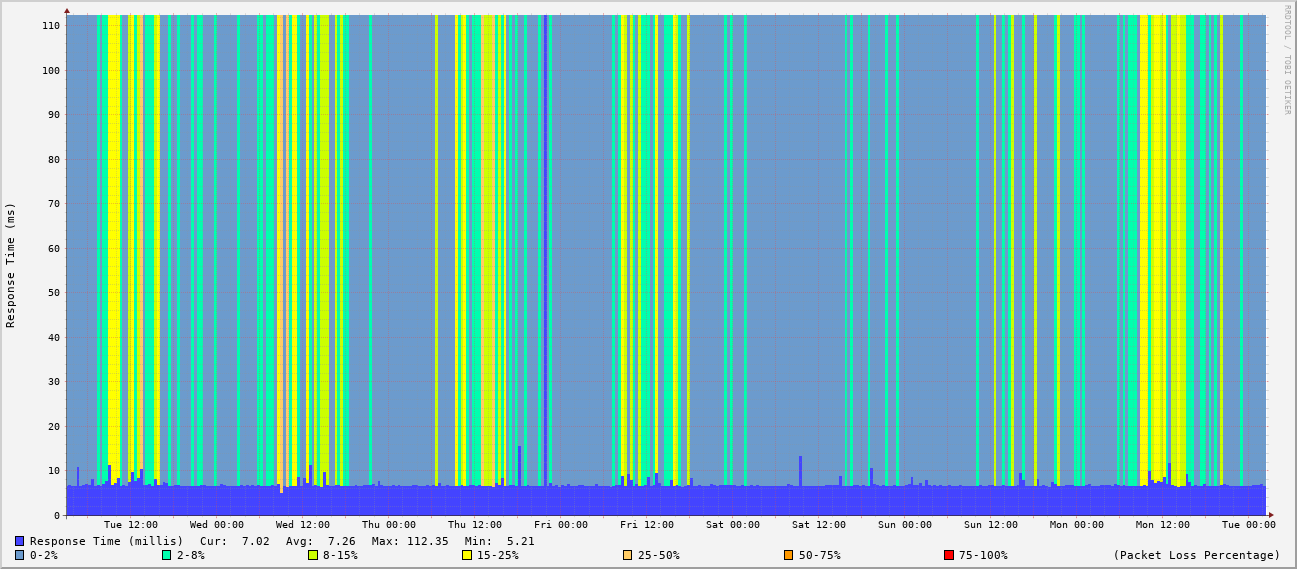 RRDTOOL / TOBI OETIKER
Response Time (ms)
110
100
90
80
70
60
50
40
30
20
10
0
Tue 12:00 Wed 00:00 Wed 12:00 Thu 00:00 Thu 12:00 Fri 00:00 Fri 12:00 Sat 00:00 Sat 12:00 Sun 00:00 Sun 12:00 Mon 00:00 Mon 12:00 Tue 00:00
Response Time (millis) Cur: 7.02 Avg: 7.26 Max: 112.35 Min: 5.21
0-2% 2-8% 8-15% 15-25% 25-50% 50-75% 75-100% (Packet Loss Percentage)